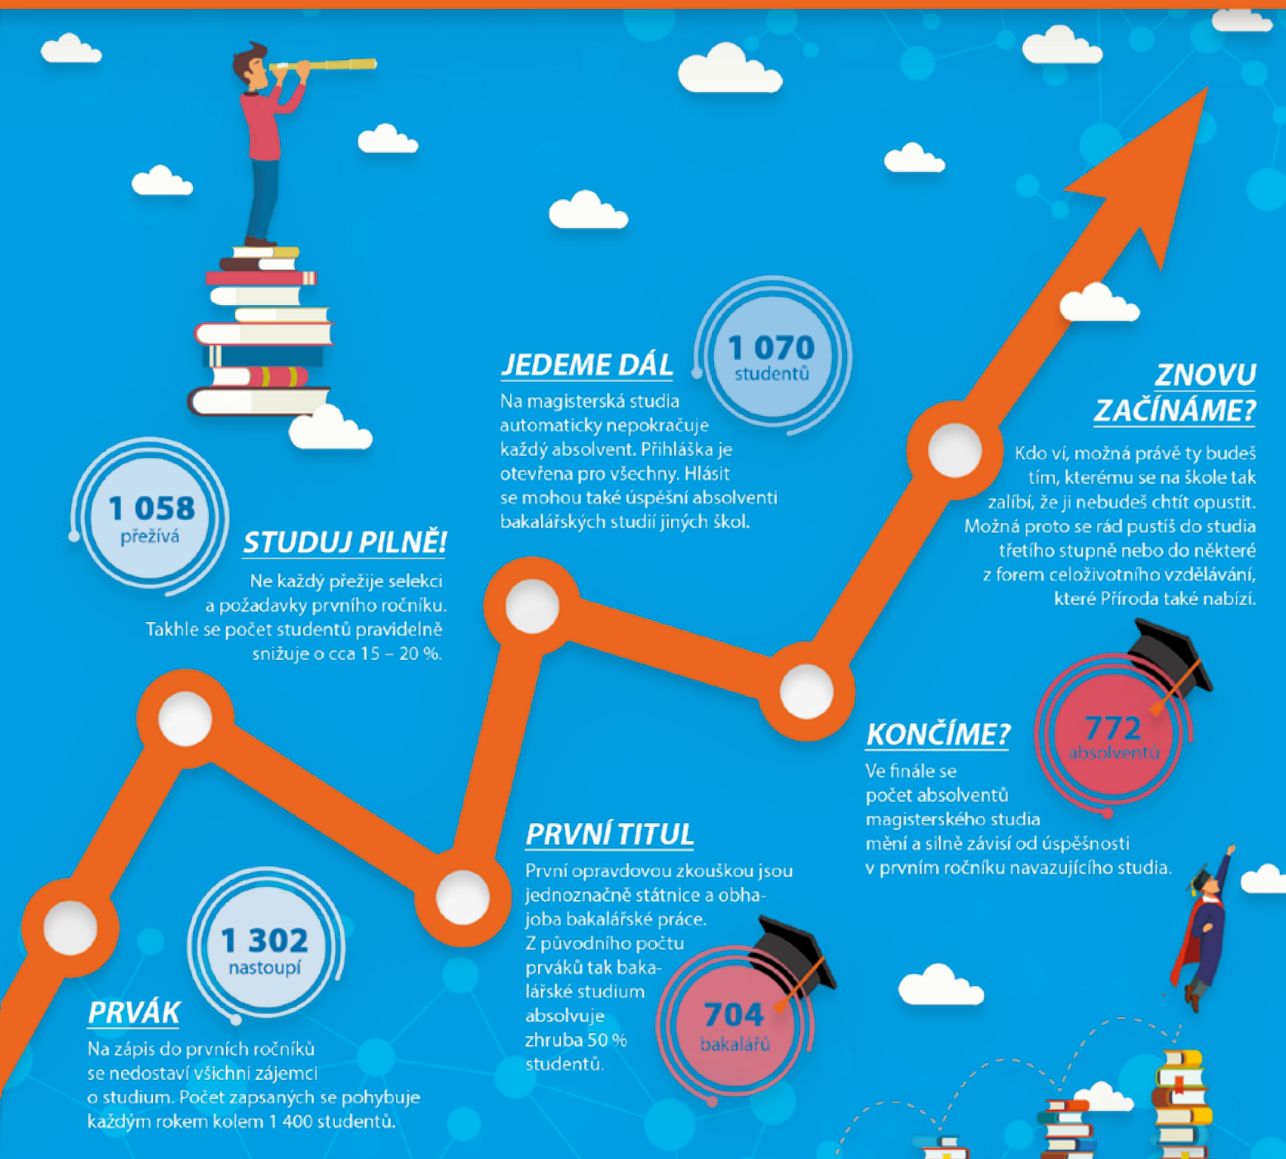 JEDEME DÁL
1 070
studentů
Na magisterská studia
automaticky nepokračuje
každý absolvent. Přihláška je
otevřena pro všechny. Hlásit
se mohou také úspěšní absolventi
bakalářských studií jiných škol.
ZNOVU
ZAČÍNÁME?
Kdo ví, možná právě ty budeš
tím, kterému se na škole tak
zalíbí, že ji nebudeš chtít opustit.
Možná proto se rád pustíš do studia
třetího stupně nebo do některé
z forem celoživotního vzdělávání,
které Příroda také nabízí.
1 058
přežívá
STUDUJ PILNĚ!
Ne každý přežije selekci
a požadavky prvního ročníku.
Takhle se počet studentů pravidelně
snižuje o cca 15 – 20 %.
KONČÍME?
772
absolventů
Ve finále se
počet absolventů
magisterského studia
mění a silně závisí od úspěšnosti
v prvním ročníku navazujícího studia.
PRVNÍ TITUL
První opravdovou zkouškou jsou
jednoznačně státnice a obha-
joba bakalářské práce.
Z původního počtu
prváků tak baka-
lářské studium
absolvuje
zhruba 50 %
studentů.
704
bakalářů
1 302
nastoupí
PRVÁK
Na zápis do prvních ročníků
se nedostaví všichni zájemci
o studium. Počet zapsaných se pohybuje
každým rokem kolem 1 400 studentů.